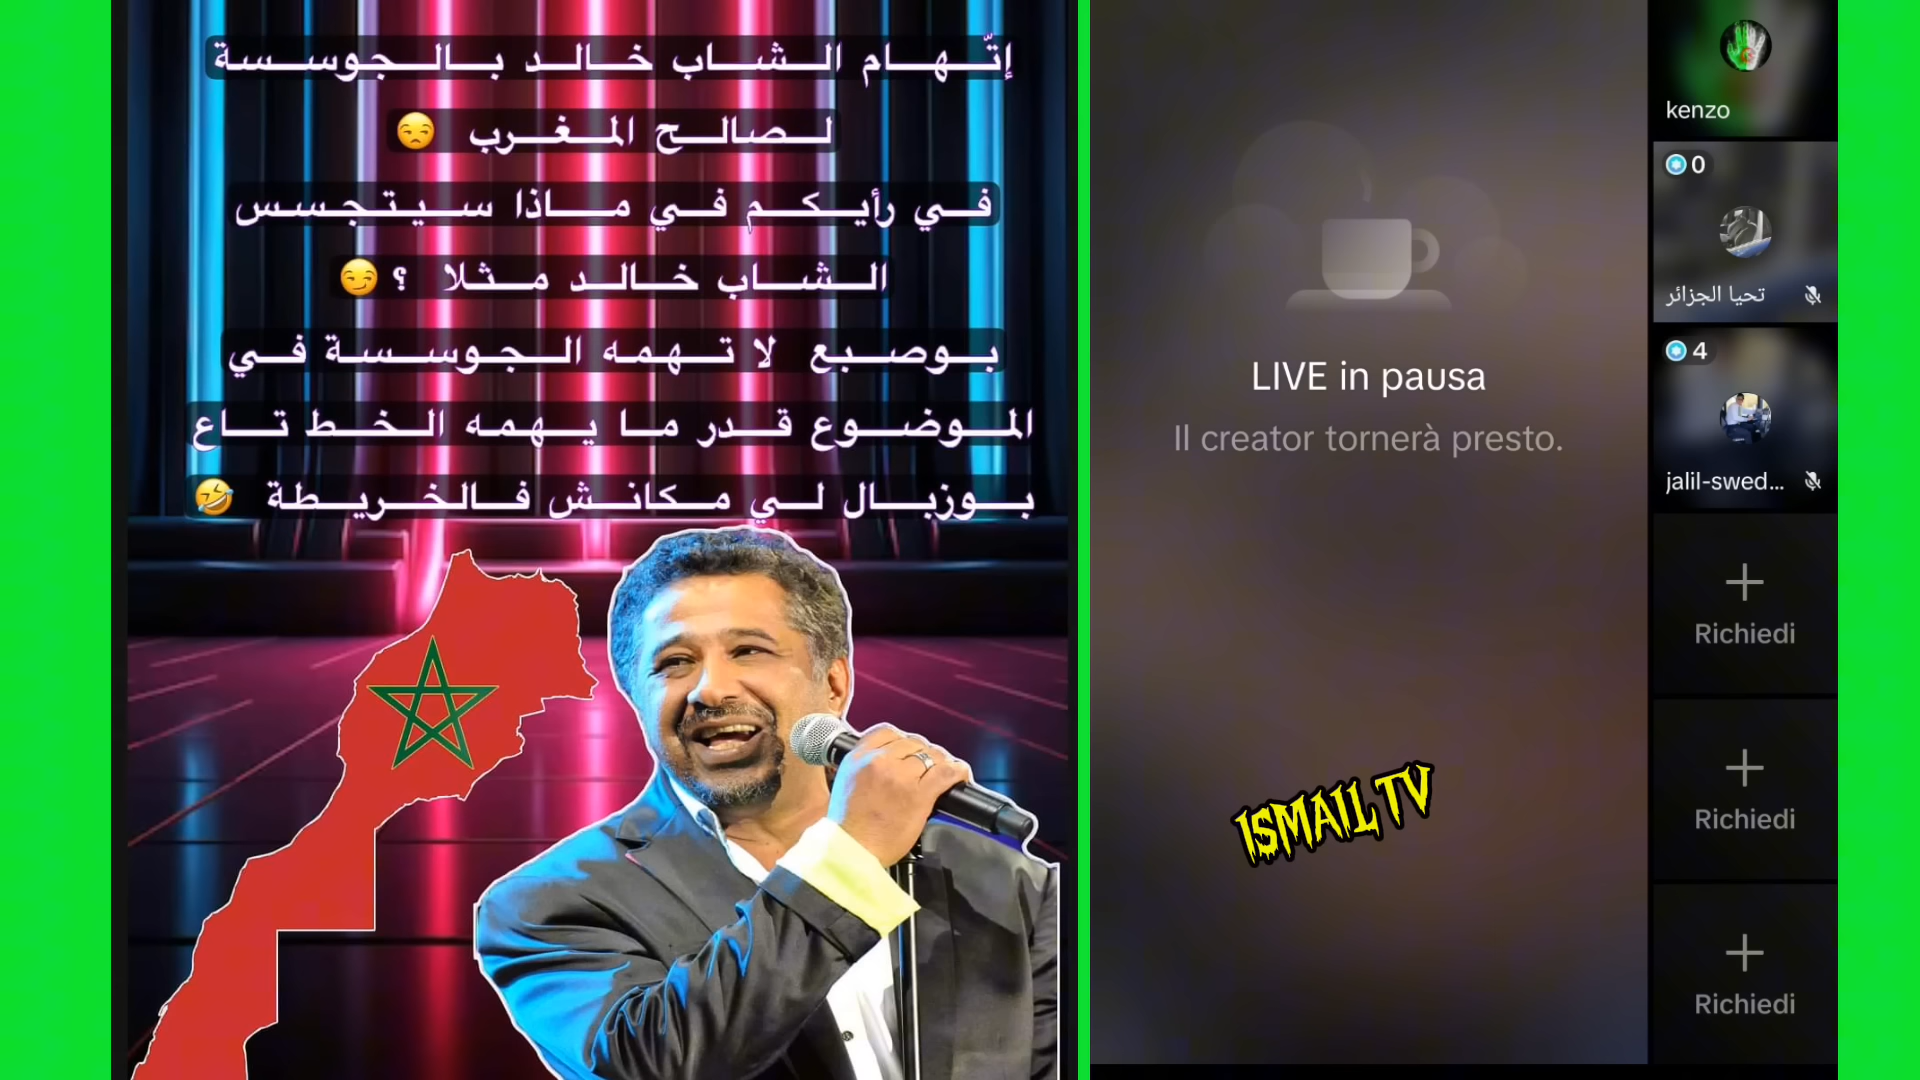 إتّهام الشاب خالد بالجوسسة
لصالح المغرب 😒
في رأيكم في ماذا سيتجسس
الشاب خالد مثلا ؟ 😏
بوصبع لا تهمه الجوسسة في
الموضوع قدر ما يهمه الخط تاع
بوزبال لي مكانش فالخريطة 🤣
LIVE in pausa
Il creator tornerà presto.
ISMAIL TV
kenzo
0
تحيا الجزائر
4
jalil-swed...
Richiedi
Richiedi
Richiedi